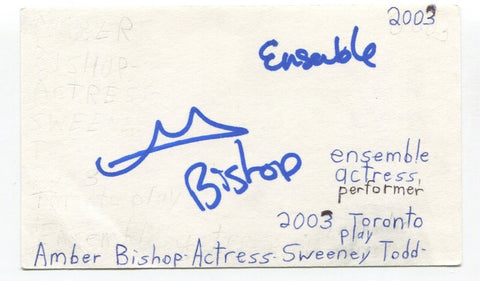 2003
Ensemble
Bishop
ensemble
actress,
performer
2003 Toronto
play
Amber Bishop-Actress-Sweeney Todd-